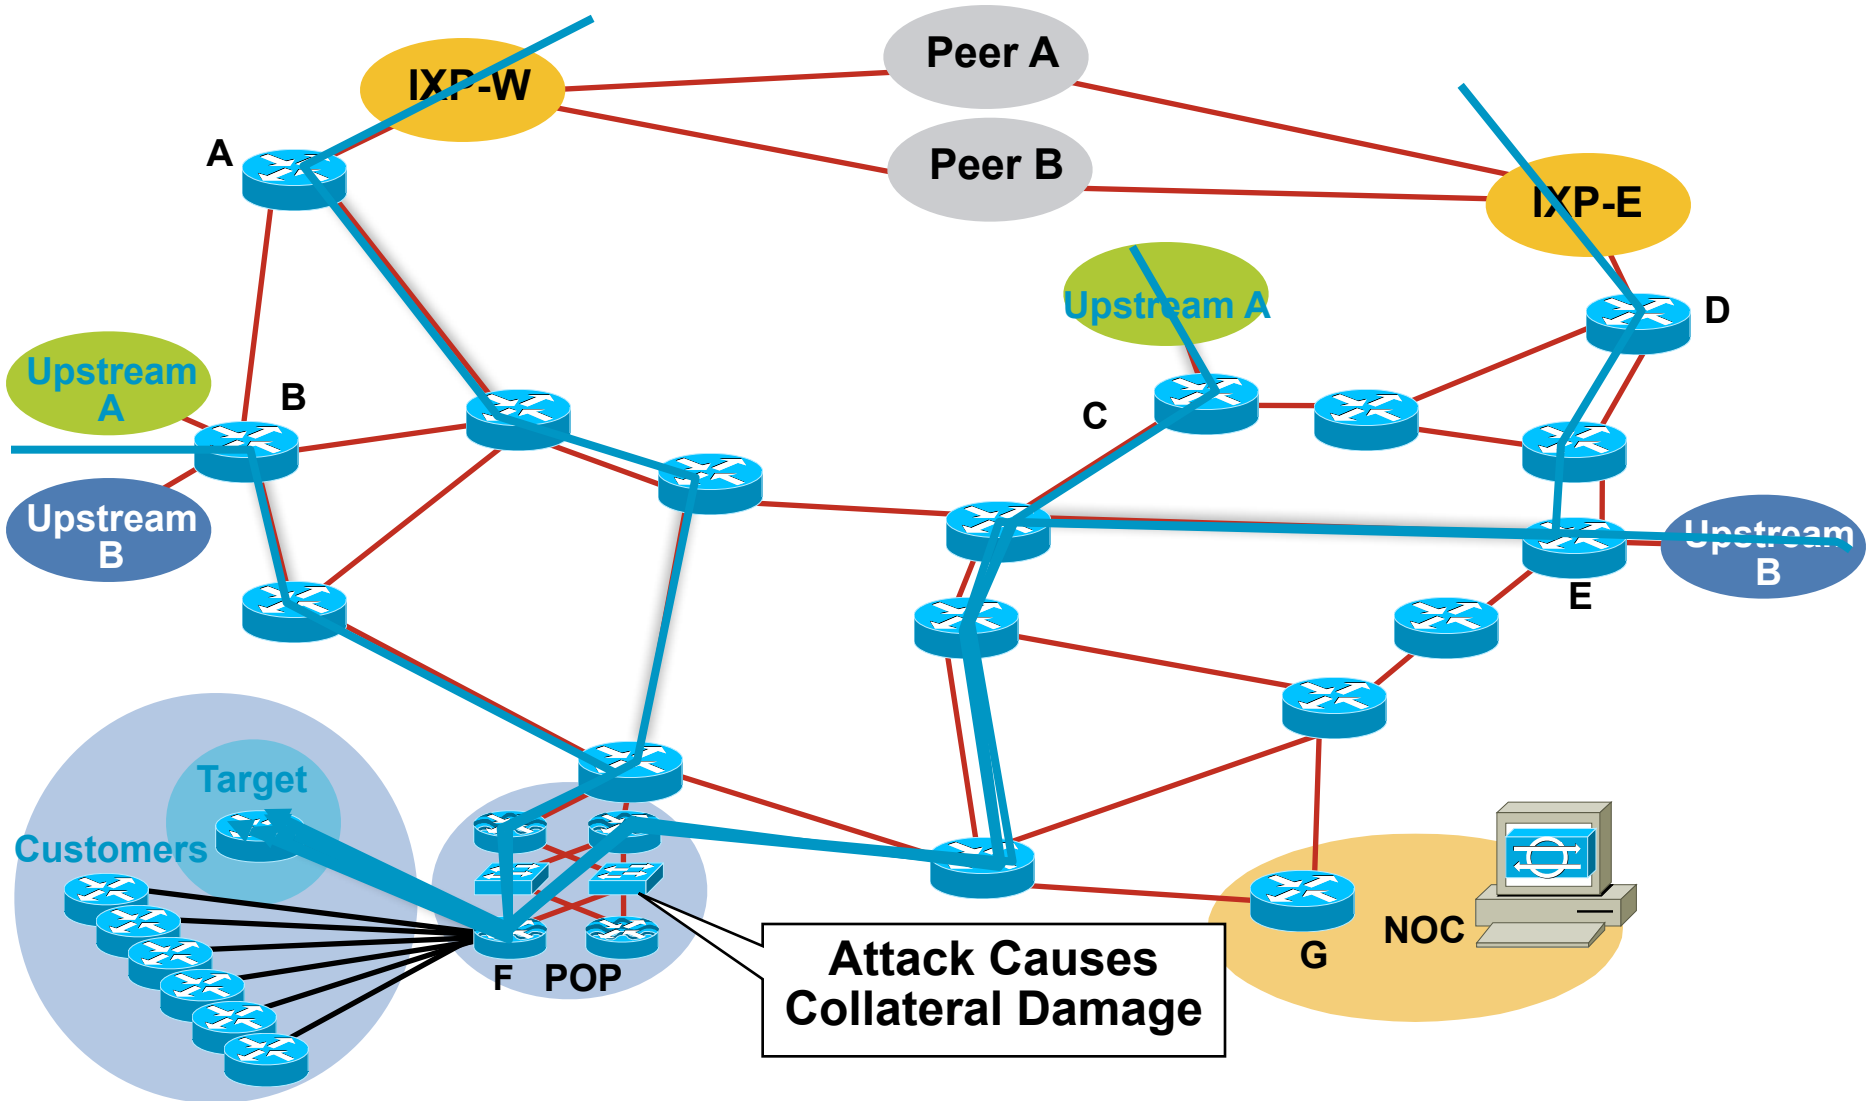 Peer A
IXP-W
A
Peer B
IXP-E
Upstream A
D
Upstream
A
B
C
Upstream
B
Upstream
B
E
Target
Customers
F
POP
Attack Causes
Collateral Damage
G
NOC